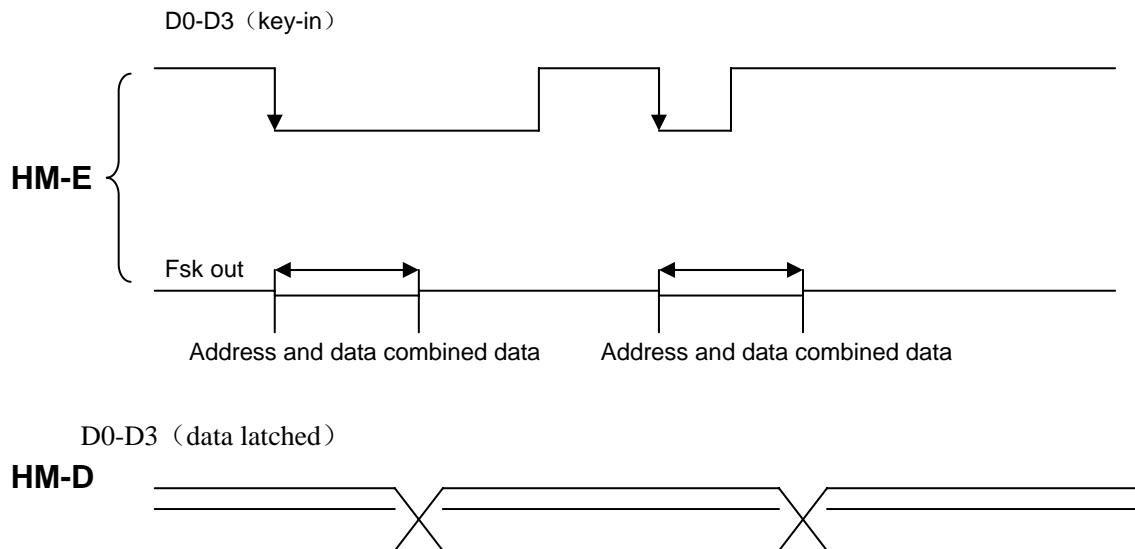 D0-D3（key-in）
HM-E
Fsk out
Address and data combined data Address and data combined data
D0-D3（data latched）
HM-D